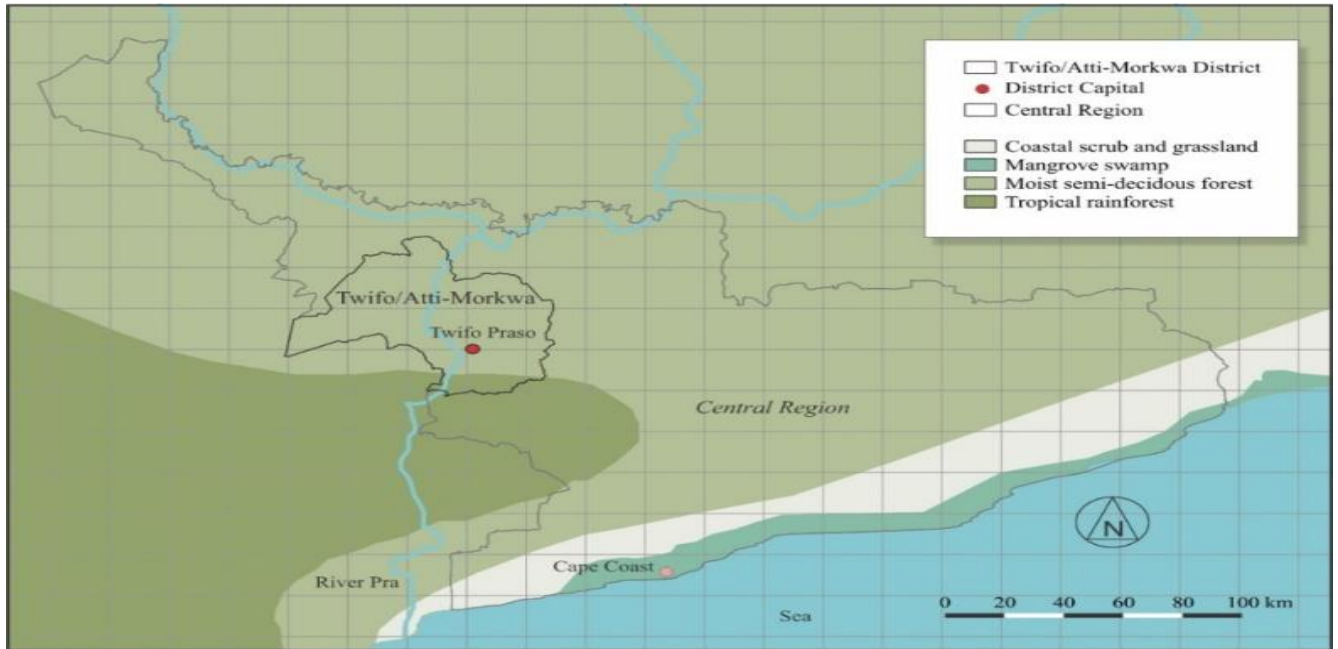 Twifo/Atti-Morkwa District
District Capital
Central Region
Coastal scrub and grassland
Mangrove swamp
Moist semi-decidous forest
Tropical rainforest
Twifo/Atti-Morkwa
Twifo Praso
Central Region
N
Cape Coast
River Pra
Sea
0 20 40 60 80 100 km